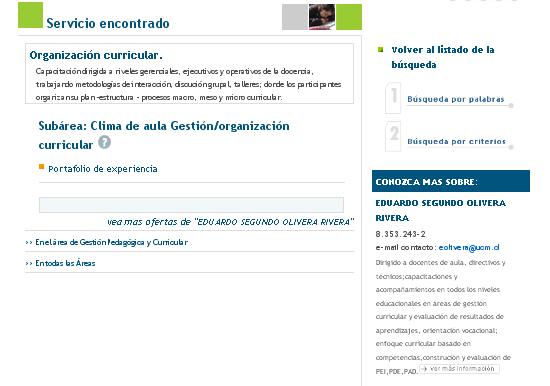 Servicio encontrado
Organización curricular.
Capacitación dirigida a niveles gerenciales, ejecutivos y operativos de la docencia,
trabajando metodologías de interacción, discución grupal, talleres; donde los participantes
organizan su plan -estructura - procesos macro, meso y micro curricular.
Subárea: Clima de aula Gestión/organización
curricular ?
Portafolio de experiencia
vea mas ofertas de "EDUARDO SEGUNDO OLIVERA RIVERA"
>> En el área de Gestión Pedagógica y Curricular
>> En todas las Áreas
Volver al listado de la
búsqueda
1 Búsqueda por palabras
2 Búsqueda por criterios
CONOZCA MAS SOBRE:
EDUARDO SEGUNDO OLIVERA
RIVERA
8.353.243-2
e-mail contacto: eolivera@ucm.cl
Dirigido a docentes de aula, directivos y
técnicos;capacitaciones y
acompañamientos en todos los niveles
educacionales en áreas de gestión
curricular y evaluación de resultados de
aprendizajes, orientación vocacional;
enfoque curricular basado en
competencias,construción y evaluación de
PEI,PDE,PAD. ver más información